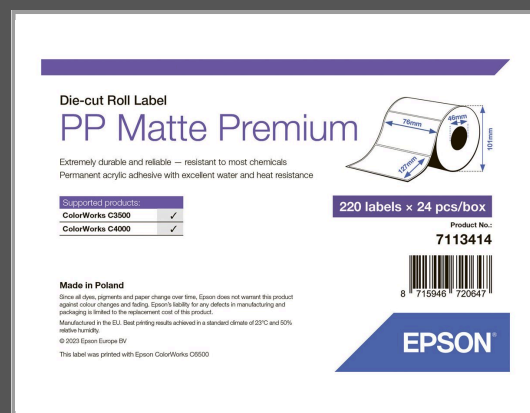 Die-cut Roll Label
PP Matte Premium
76mm
46mm
101mm
127mm
Extremely durable and reliable — resistant to most chemicals
Permanent acrylic adhesive with excellent water and heat resistance
Supported products:
ColorWorks C3500 ✓
ColorWorks C4000 ✓
220 labels × 24 pcs/box
Product No.:
7113414
8 715946 720647
Made in Poland
Since all dyes, pigments and paper change over time, Epson does not warrant this product
against colour changes and fading. Epson's liability for any defects in manufacturing and
packaging is limited to the replacement cost of this product.
Manufactured in the EU. Best printing results achieved in a standard climate of 23°C and 50%
relative humidity.
© 2023 Epson Europe BV
This label was printed with Epson ColorWorks C6500
EPSON®